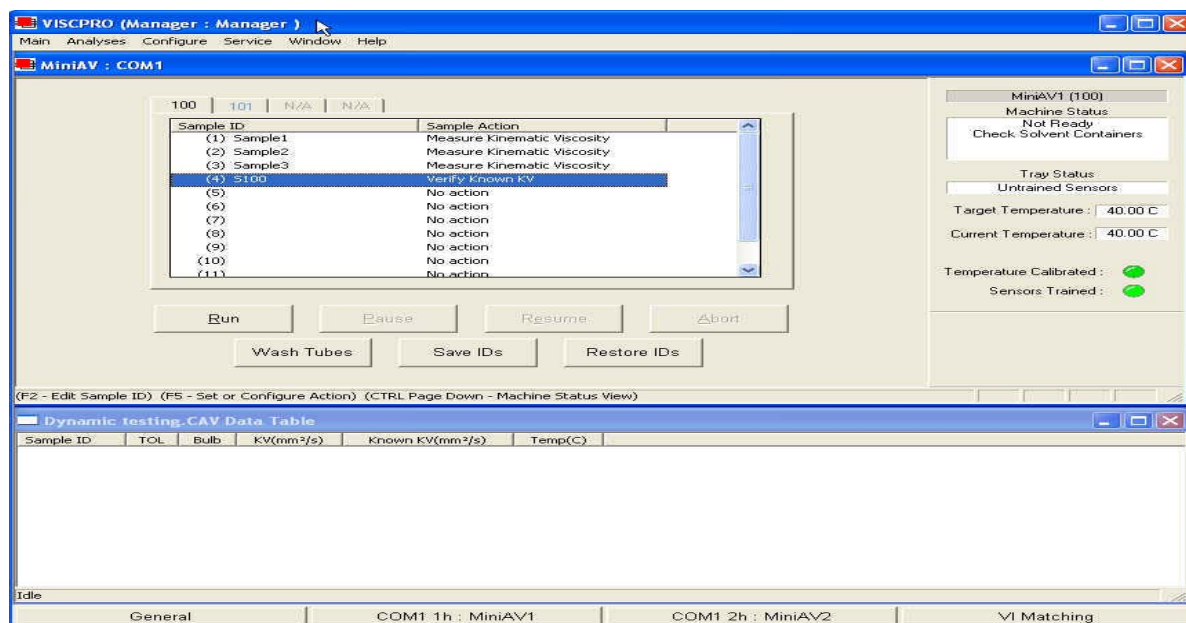 VISCPRO (Manager : Manager )
Main Analyses Configure Service Window Help
MiniAV : COM1
100 101 N/A N/A
Sample ID Sample Action
(1) Sample1 Measure Kinematic Viscosity
(2) Sample2 Measure Kinematic Viscosity
(3) Sample3 Measure Kinematic Viscosity
(4) S100 Verify Known KV
(5) No action
(6) No action
(7) No action
(8) No action
(9) No action
(10) No action
(11) No action
Run Pause Resume Abort
Wash Tubes Save IDs Restore IDs
MiniAV1 (100)
Machine Status
Not Ready
Check Solvent Containers
Tray Status
Untrained Sensors
Target Temperature : 40.00 C
Current Temperature : 40.00 C
Temperature Calibrated :
Sensors Trained :
(F2 - Edit Sample ID) (F5 - Set or Configure Action) (CTRL Page Down - Machine Status View)
Dynamic testing.CAV Data Table
Sample ID TOL Bulb KV(mm²/s) Known KV(mm²/s) Temp(C)
Idle
General COM1 1h : MiniAV1 COM1 2h : MiniAV2 VI Matching